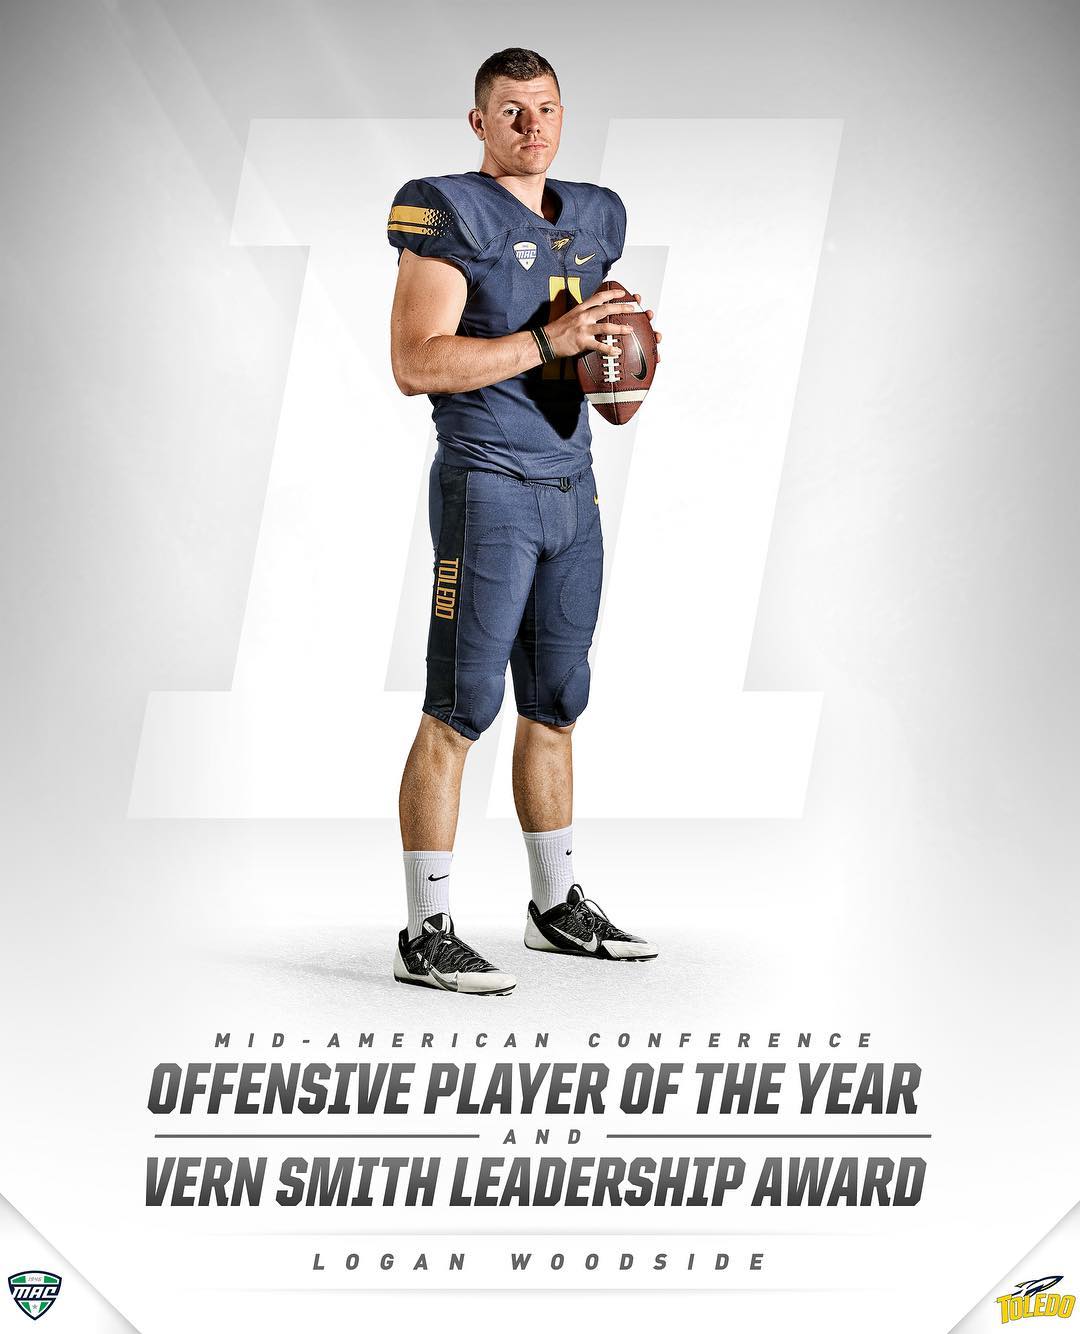 MAC
11
TOLEDO
MID-AMERICAN CONFERENCE
OFFENSIVE PLAYER OF THE YEAR
AND
VERN SMITH LEADERSHIP AWARD
LOGAN WOODSIDE
1946
MAC
TOLEDO